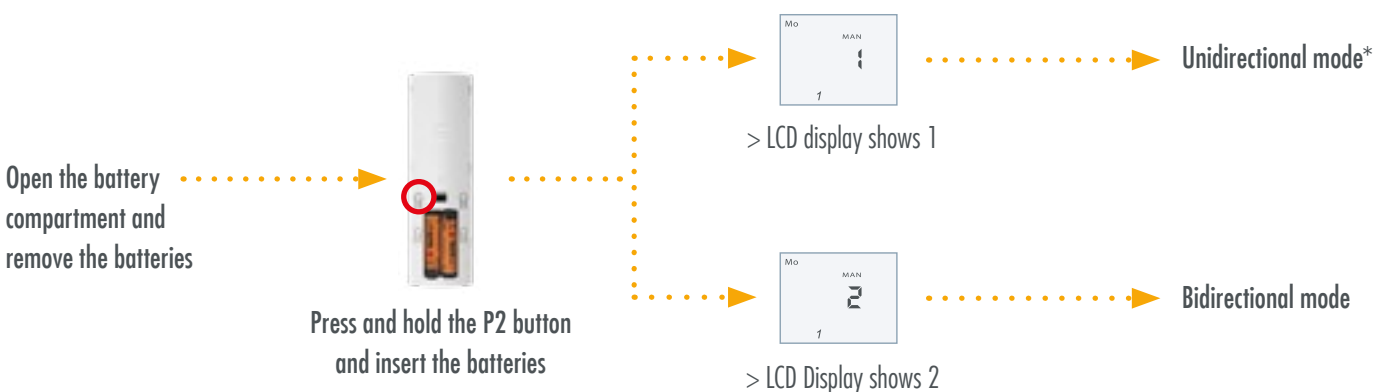 Open the battery
compartment and
remove the batteries
Press and hold the P2 button
and insert the batteries
Mo
MAN
1
1
> LCD display shows 1
Unidirectional mode*
Mo
MAN
2
1
> LCD Display shows 2
Bidirectional mode